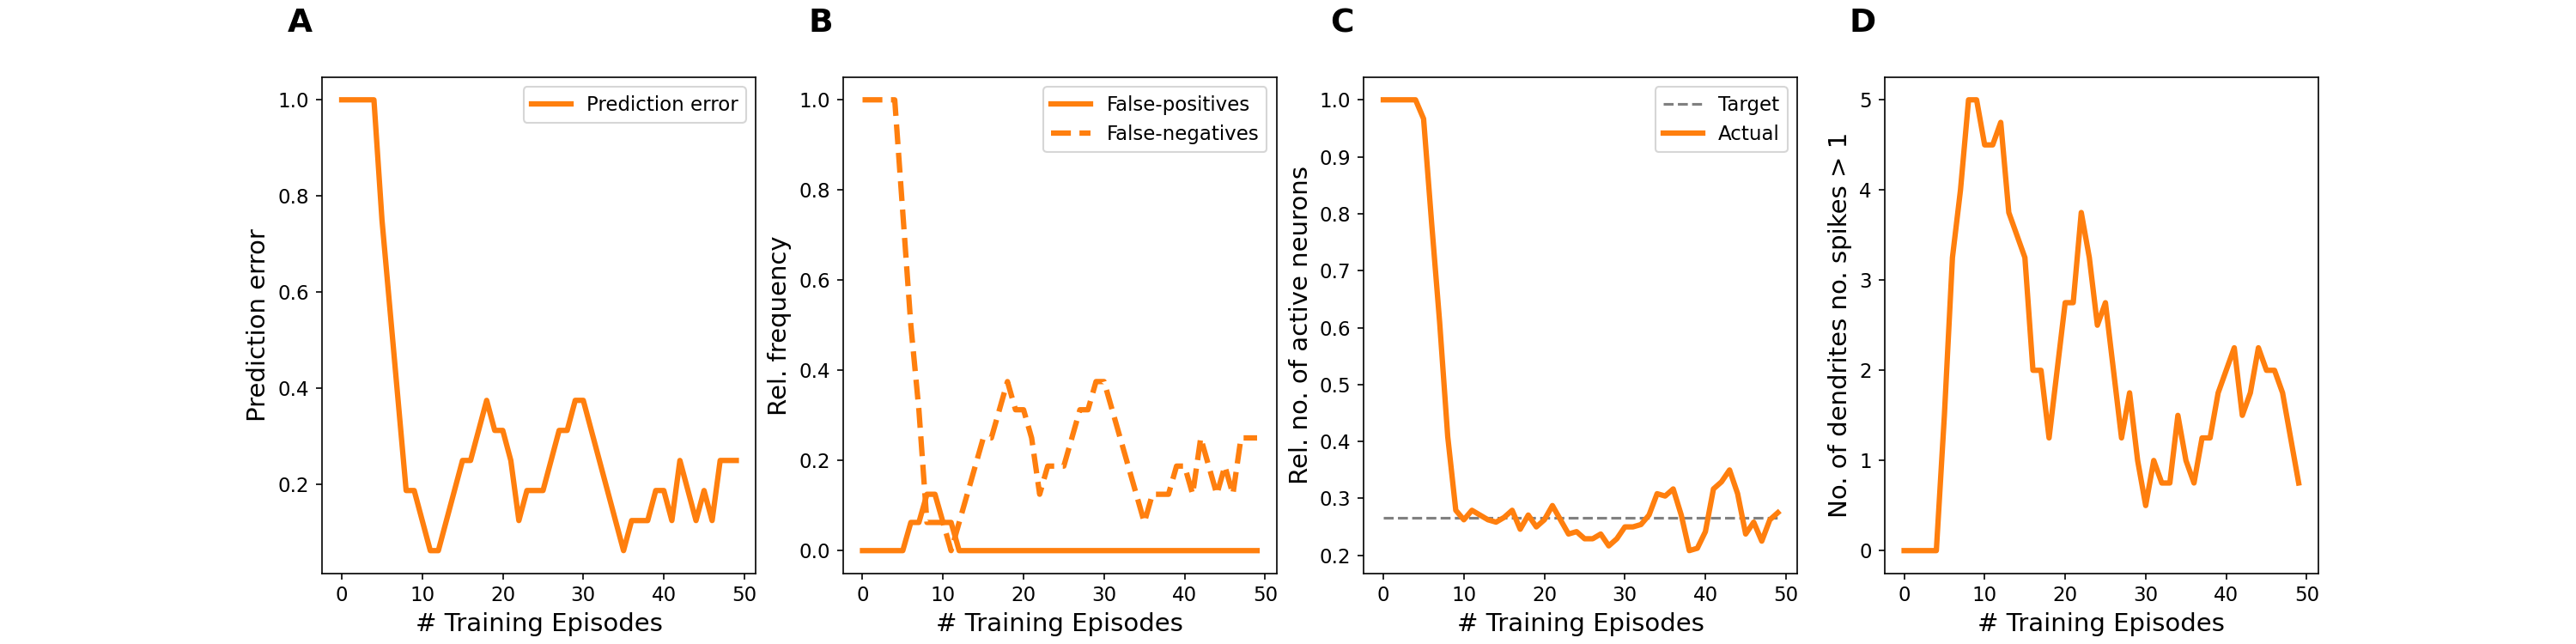 A
Prediction error
1.0
0.8
0.6
0.4
0.2
0
10
20
30
40
50
# Training Episodes
Prediction error
B
False-positives
False-negatives
1.0
0.8
0.6
0.4
0.2
0.0
0
10
20
30
40
50
# Training Episodes
Rel. frequency
C
Target
Actual
1.0
0.9
0.8
0.7
0.6
0.5
0.4
0.3
0.2
0
10
20
30
40
50
# Training Episodes
Rel. no. of active neurons
D
5
4
3
2
1
0
0
10
20
30
40
50
# Training Episodes
No. of dendrites no. spikes > 1